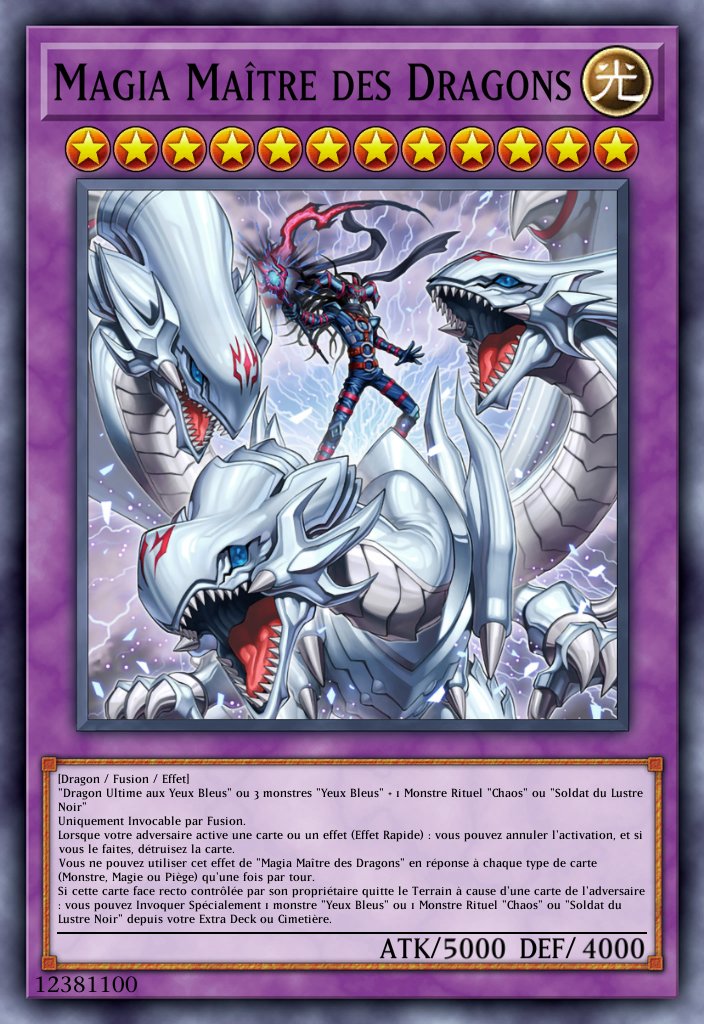 Magia Maître des Dragons
光
[Dragon / Fusion / Effet]
"Dragon Ultime aux Yeux Bleus" ou 3 monstres "Yeux Bleus" + 1 Monstre Rituel "Chaos" ou "Soldat du Lustre
Noir"
Uniquement Invocable par Fusion.
Lorsque votre adversaire active une carte ou un effet (Effet Rapide) : vous pouvez annuler l'activation, et si
vous le faites, détruisez la carte.
Vous ne pouvez utiliser cet effet de "Magia Maître des Dragons" en réponse à chaque type de carte
(Monstre, Magie ou Piège) qu'une fois par tour.
Si cette carte face recto contrôlée par son propriétaire quitte le Terrain à cause d'une carte de l'adversaire
: vous pouvez Invoquer Spécialement 1 monstre "Yeux Bleus" ou 1 Monstre Rituel "Chaos" ou "Soldat du
Lustre Noir" depuis votre Extra Deck ou Cimetière.
ATK/5000 DEF/ 4000
12381100